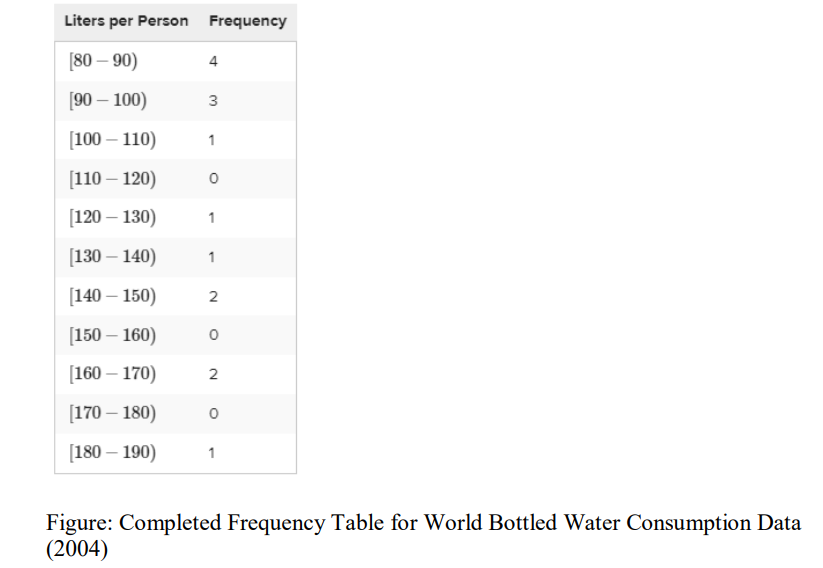 Liters per Person Frequency
[80 – 90) 4
[90 – 100) 3
[100 – 110) 1
[110 – 120) 0
[120 – 130) 1
[130 – 140) 1
[140 – 150) 2
[150 – 160) 0
[160 – 170) 2
[170 – 180) 0
[180 – 190) 1
Figure: Completed Frequency Table for World Bottled Water Consumption Data
(2004)